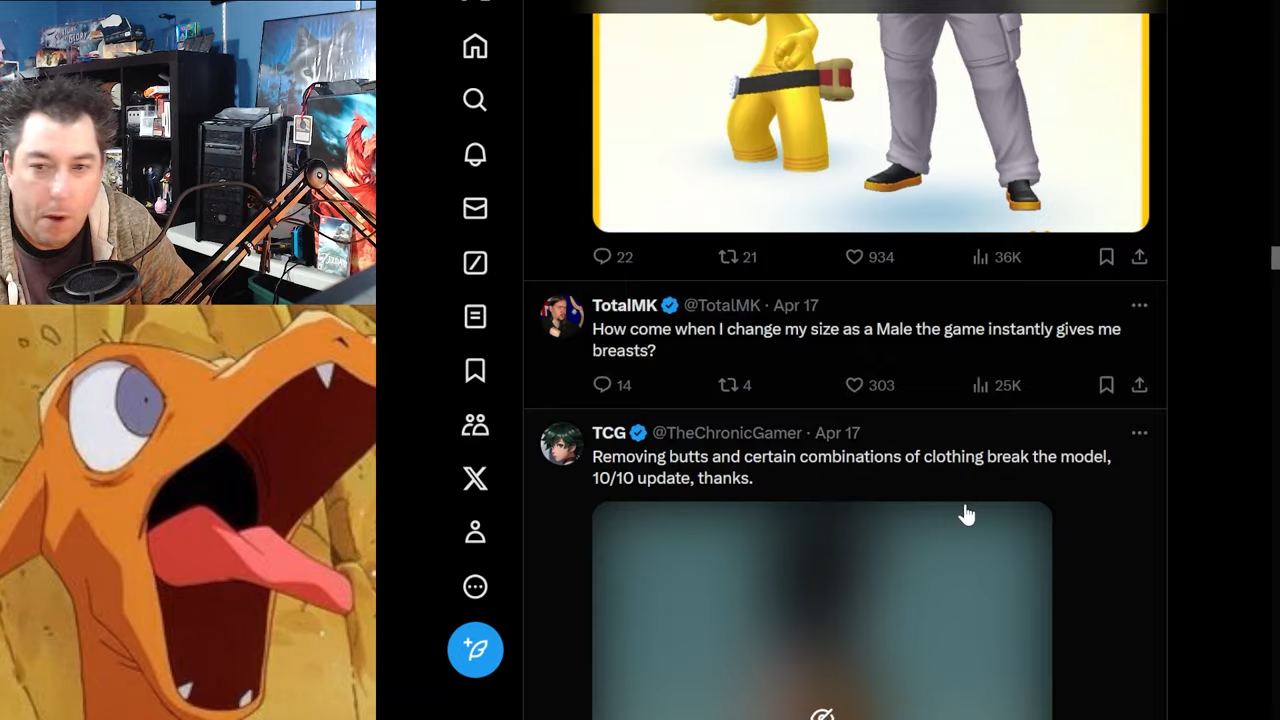 22 21 934 36K
TotalMK @TotalMK · Apr 17
How come when I change my size as a Male the game instantly gives me
breasts?
14 4 303 25K
TCG @TheChronicGamer · Apr 17
Removing butts and certain combinations of clothing break the model,
10/10 update, thanks.